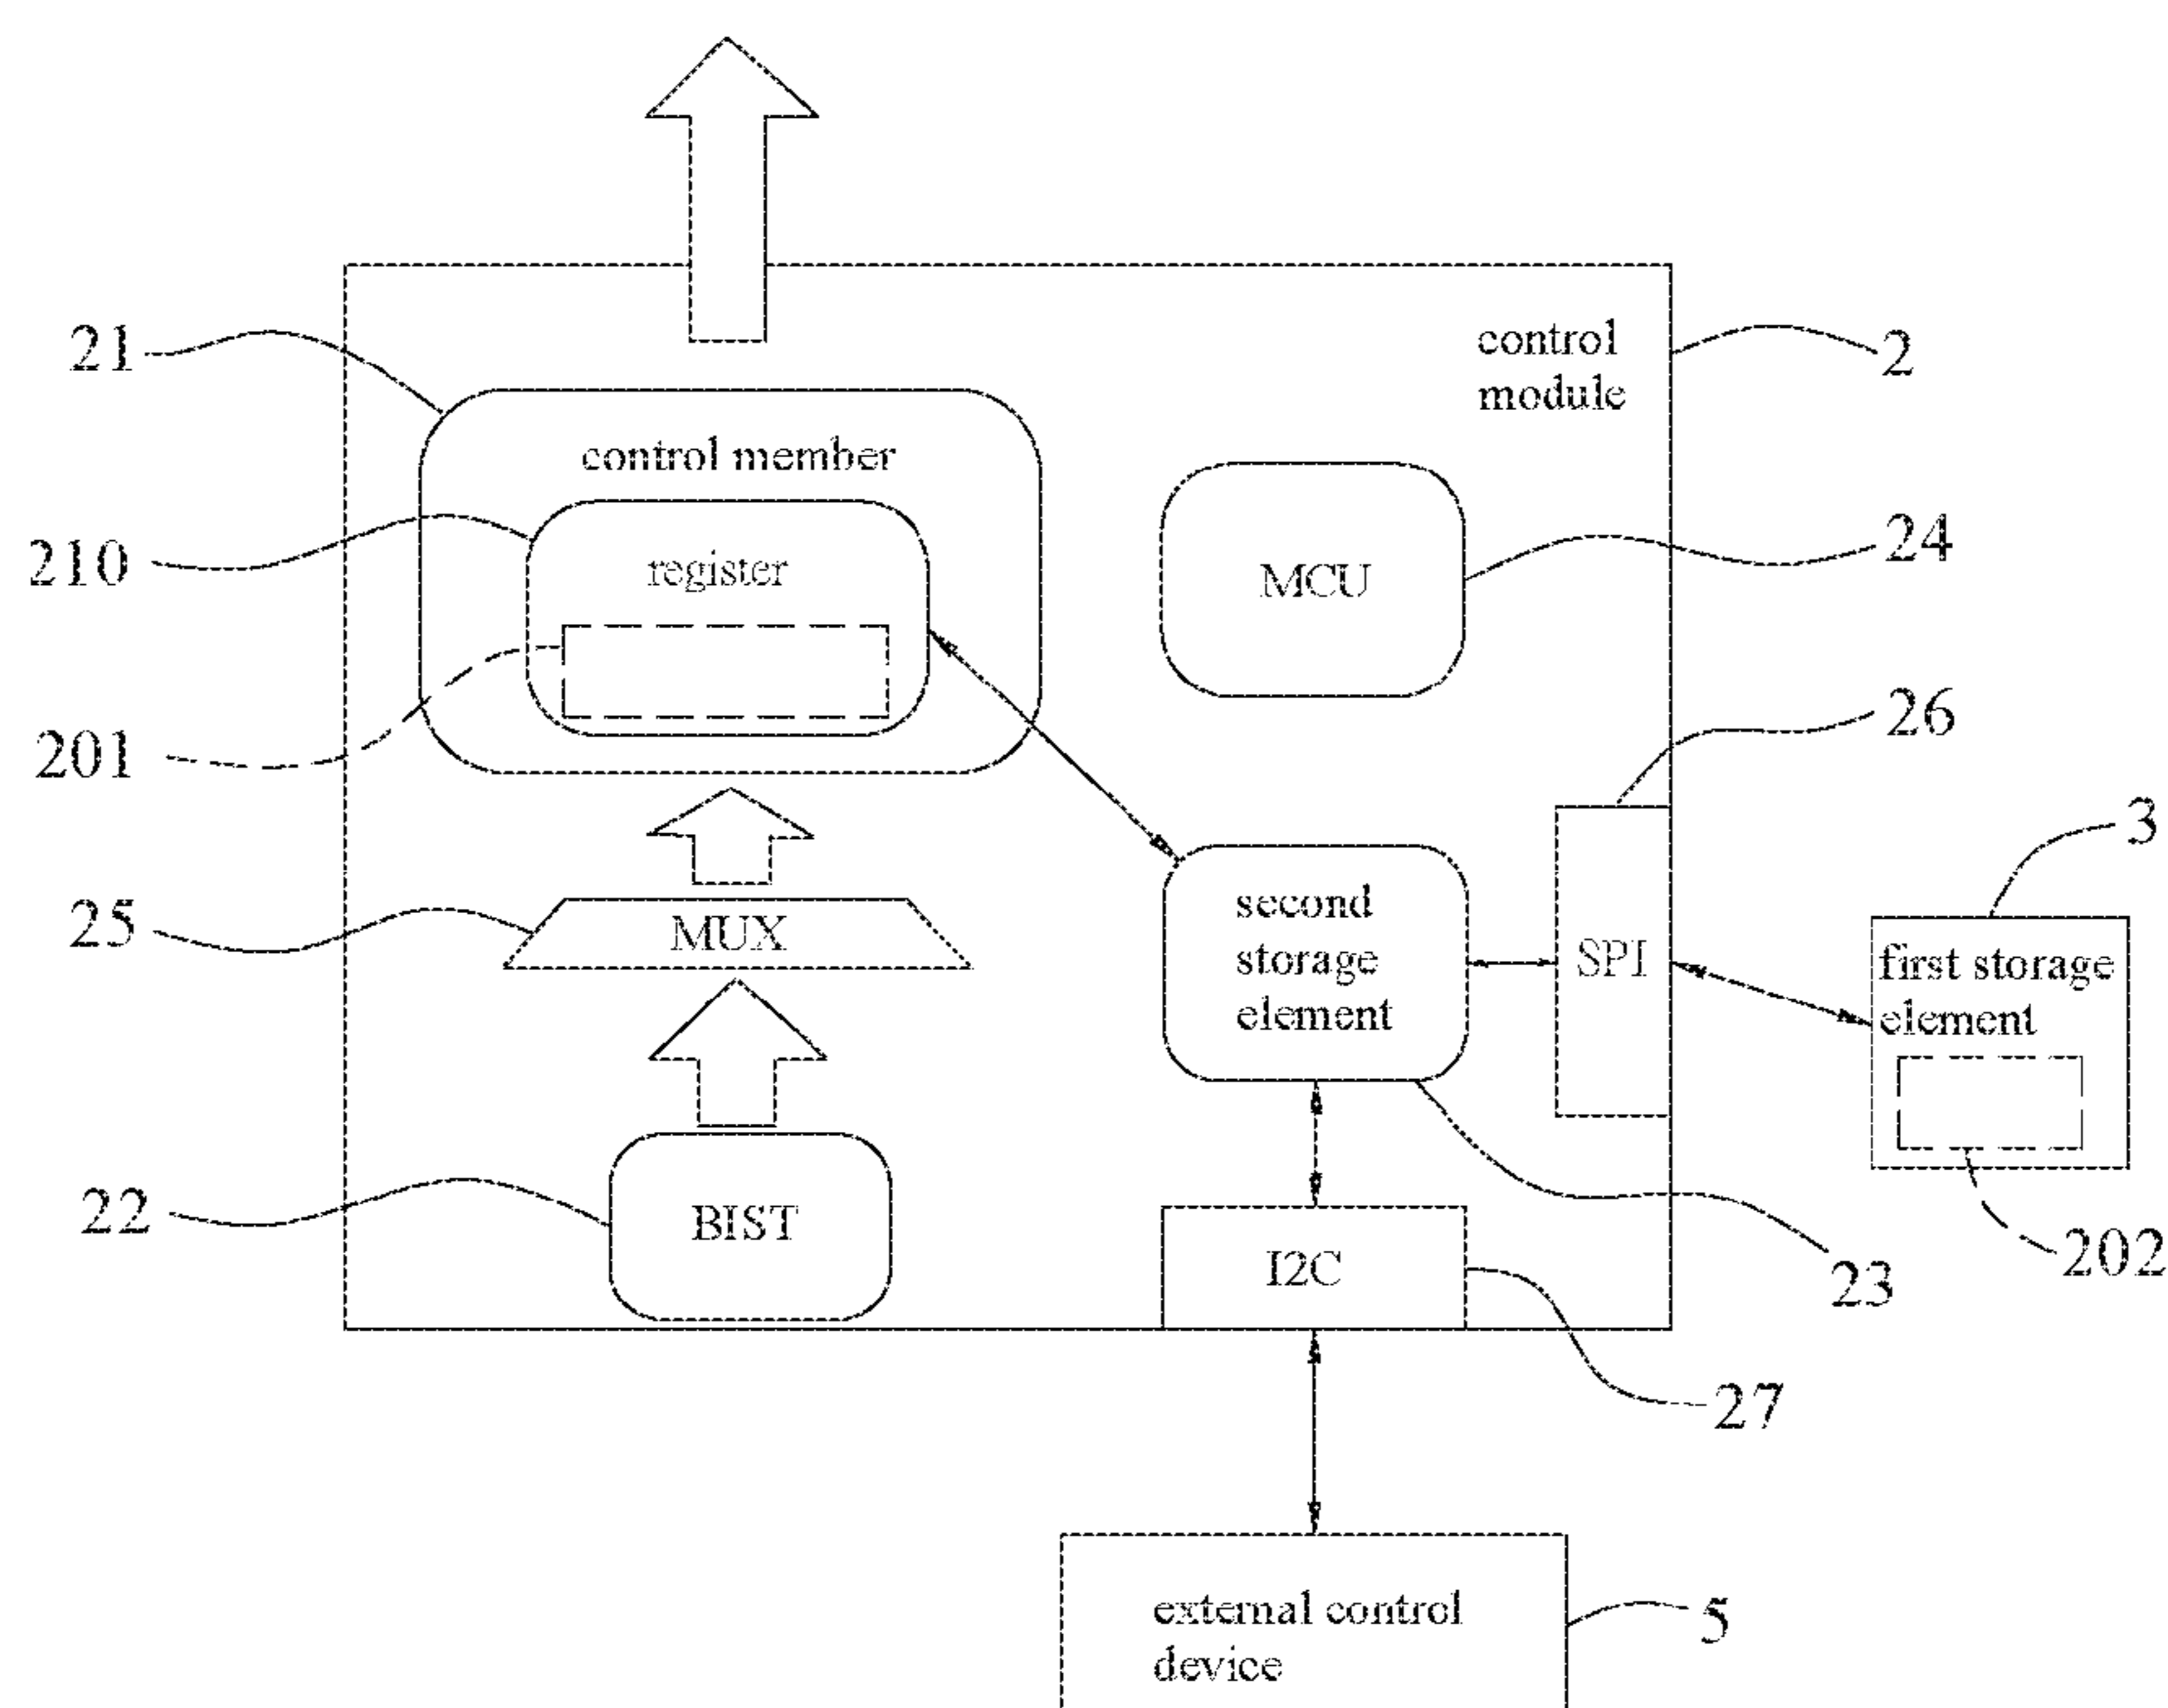 control
module
2
21
control member
210
register
MCU
24
201
26
3
25
MUX
second
storage
element
SPI
first storage
element
22
BIST
I2C
23
202
27
external control
device
5